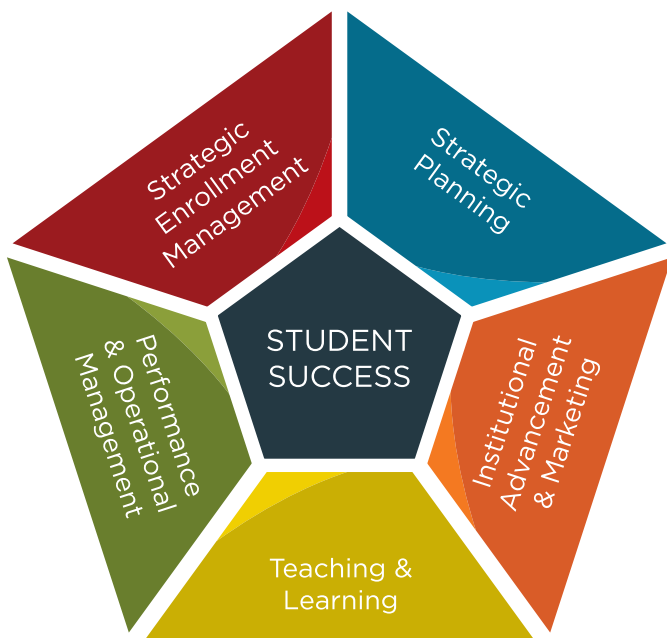 Strategic
Enrollment
Management
Strategic
Planning
STUDENT
SUCCESS
Performance
& Operational
Management
Institutional
Advancement
& Marketing
Teaching &
Learning